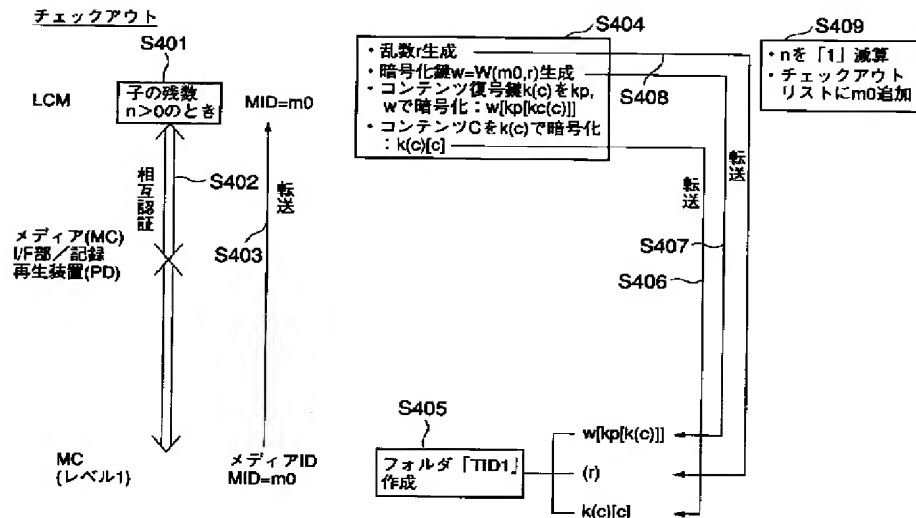 チェックアウト
S401
LCM
子の残数
n>0のとき
MID=m0
相互認証
S402
転送
S403
メディア(MC)
I/F部／記録
再生装置(PD)
MC
{レベル1}
メディアID
MID=m0
S404
・乱数r生成
・暗号化鍵w=W(m0,r)生成
・コンテンツ復号鍵k(c)をkp,
wで暗号化：w[kp[kc(c)]]
・コンテンツCをk(c)で暗号化
：k(c)[c]
S408
転送
転送
S407
S406
S409
・nを「1」減算
・チェックアウト
リストにm0追加
S405
フォルダ「TID1」
作成
w[kp[k(c)]]
(r)
k(c)[c]